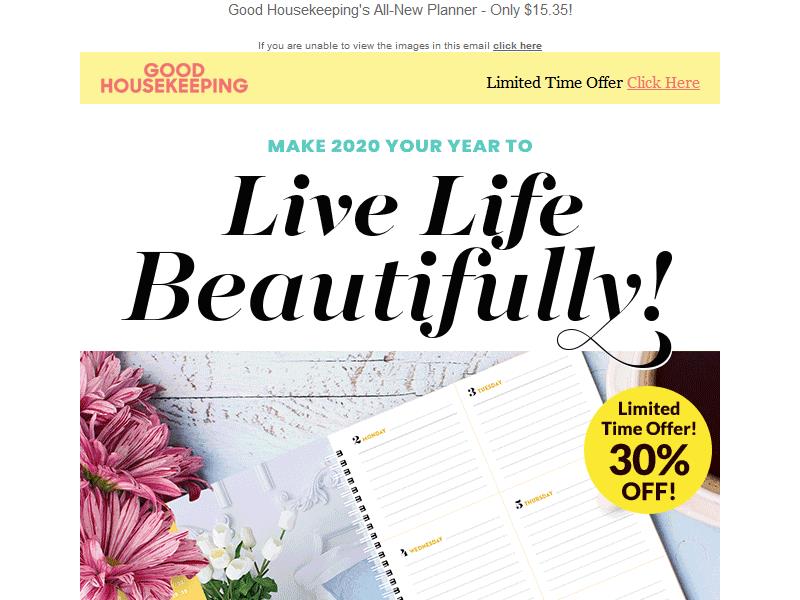 Good Housekeeping's All-New Planner - Only $15.35!
If you are unable to view the images in this email click here
GOOD
HOUSEKEEPING
Limited Time Offer Click Here
MAKE 2020 YOUR YEAR TO
Live Life
Beautifully!
Limited
Time Offer!
30%
OFF!
2 MONDAY
3 TUESDAY
4 WEDNESDAY
5 THURSDAY